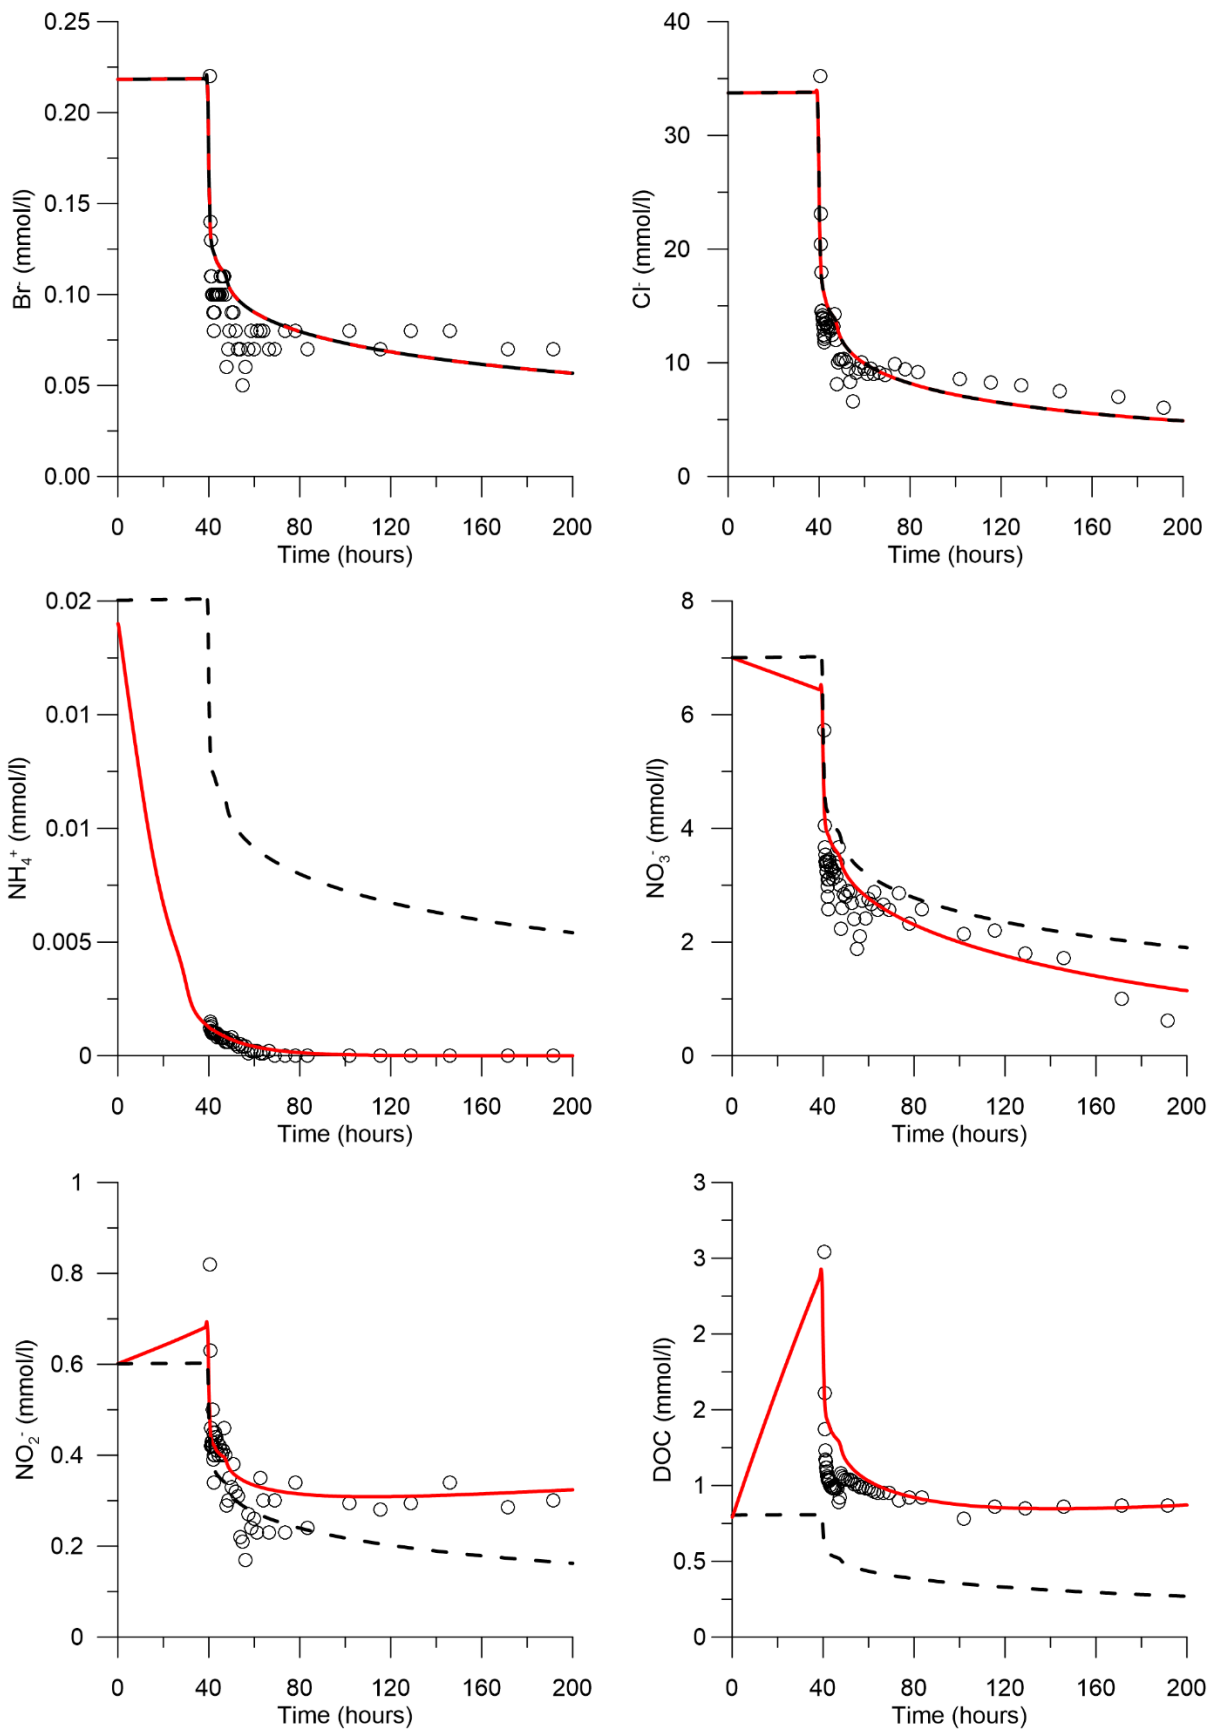 0.25
0.20
0.15
0.10
0.05
0.00
Br⁻ (mmol/l)
0 40 80 120 160 200
Time (hours)
40
30
20
10
0
Cl⁻ (mmol/l)
0 40 80 120 160 200
Time (hours)
0.02
0.01
0.01
0.005
0
NH₄⁺ (mmol/l)
0 40 80 120 160 200
Time (hours)
8
6
4
2
0
NO₃⁻ (mmol/l)
0 40 80 120 160 200
Time (hours)
1
0.8
0.6
0.4
0.2
0
NO₂⁻ (mmol/l)
0 40 80 120 160 200
Time (hours)
3
3
2
2
1
0.5
0
DOC (mmol/l)
0 40 80 120 160 200
Time (hours)